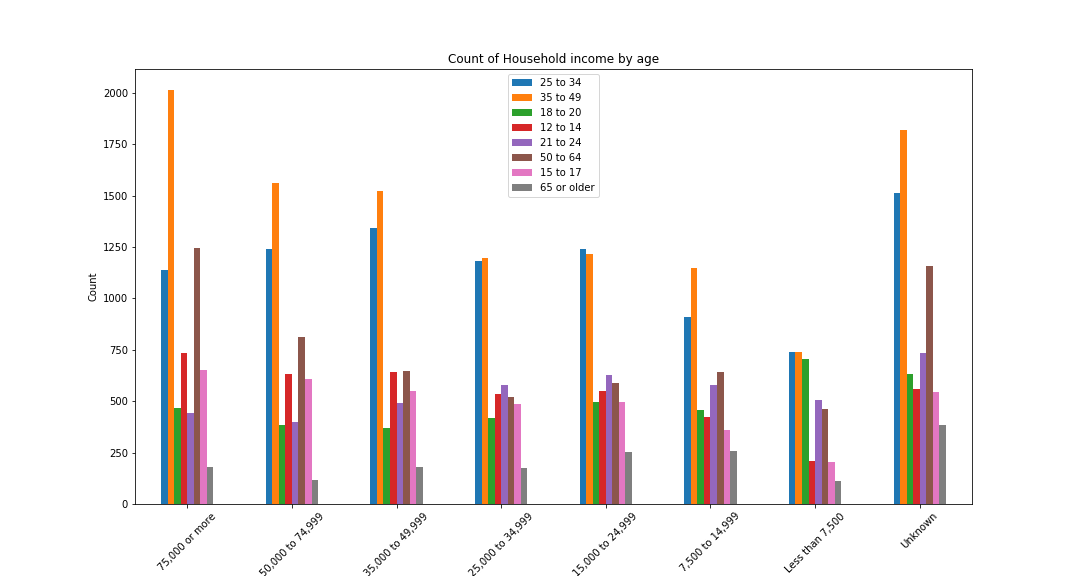 Count of Household income by age
25 to 34
35 to 49
18 to 20
12 to 14
21 to 24
50 to 64
15 to 17
65 or older
Count
2000
1750
1500
1250
1000
750
500
250
0
75,000 or more
50,000 to 74,999
35,000 to 49,999
25,000 to 34,999
15,000 to 24,999
7,500 to 14,999
Less than 7,500
Unknown